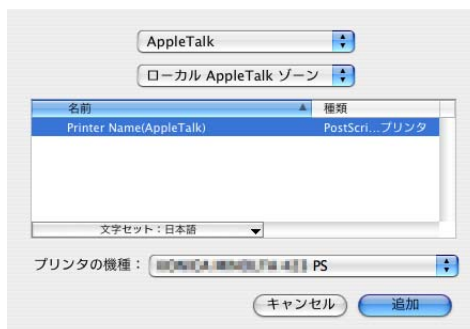 AppleTalk
ローカル AppleTalk ゾーン
名前 種類
Printer Name(AppleTalk) PostScri...プリンタ
文字セット：日本語
プリンタの機種： PS
キャンセル 追加